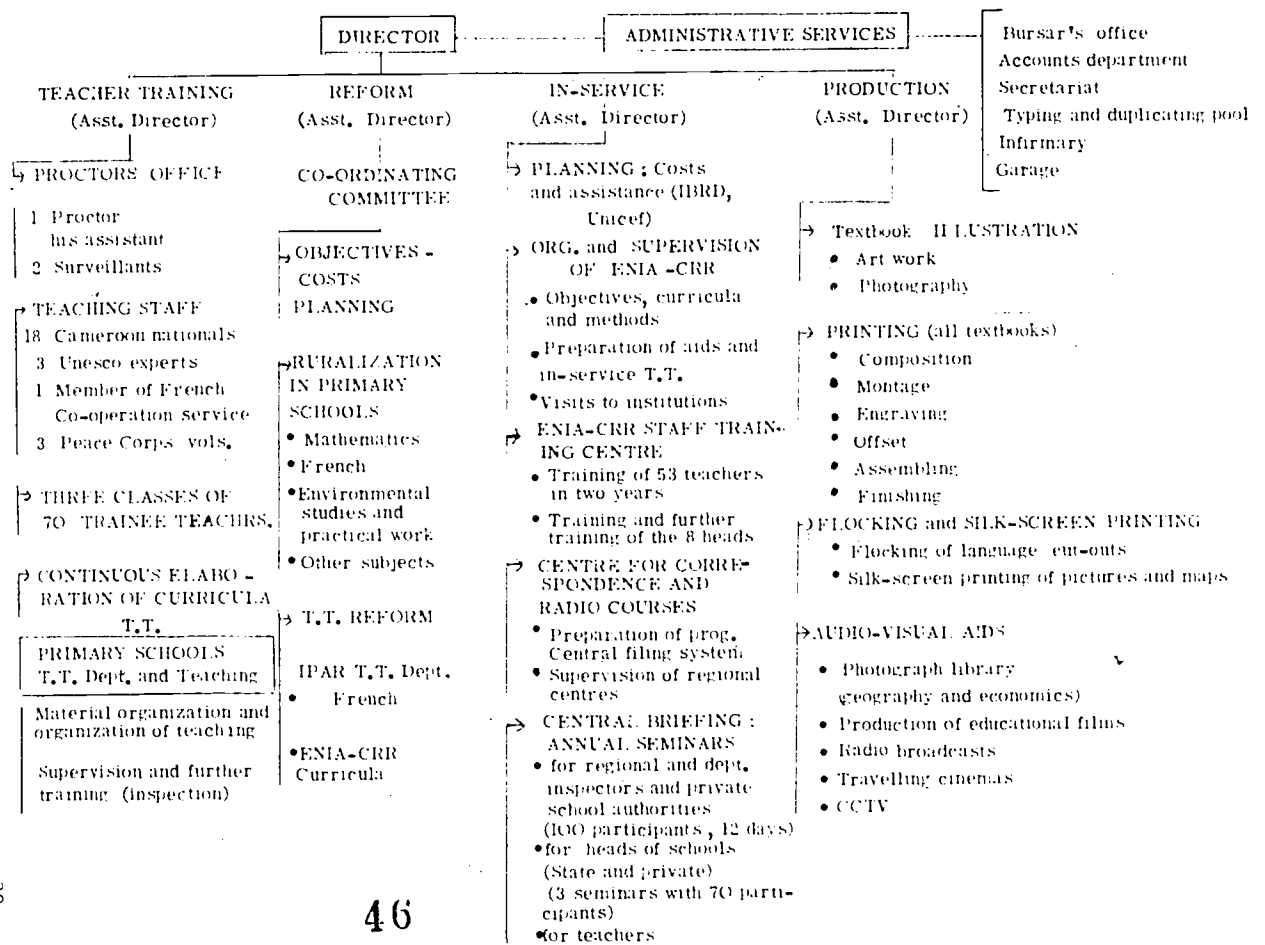 DIRECTOR
ADMINISTRATIVE SERVICES
Bursar's office
Accounts department
Secretariat
Typing and duplicating pool
Infirmary
Garage
TEACHER TRAINING
(Asst. Director)
PROCTORS OFFICE
1 Proctor
his assistant
2 Surveillants
TEACHING STAFF
18 Cameroon nationals
3 Unesco experts
1 Member of French
Co-operation service
3 Peace Corps vols.
THREE CLASSES OF
70 TRAINEE TEACHRS.
CONTINUOUS ELABO -
RATION OF CURRICULA
T.T.
PRIMARY SCHOOLS
T.T. Dept. and Teaching
Material organization and
organization of teaching
Supervision and further
training (inspection)
REFORM
(Asst. Director)
CO-ORDINATING
COMMITTEE
OBJECTIVES -
COSTS
PLANNING
RURALIZATION
IN PRIMARY
SCHOOLS
• Mathematics
• French
• Environmental
studies and
practical work
• Other subjects
T.T. REFORM
IPAR T.T. Dept.
• French
• ENIA-CRR
Curricula
IN-SERVICE
(Asst. Director)
PLANNING : Costs
and assistance (IBRD,
Unicef)
ORG. and SUPERVISION
OF ENIA -CRR
• Objectives, curricula
and methods
• Preparation of aids and
in-service T.T.
• Visits to institutions
ENIA-CRR STAFF TRAIN-
ING CENTRE
• Training of 53 teachers
in two years
• Training and further
training of the 8 heads
CENTRE FOR CORRE-
SPONDENCE AND
RADIO COURSES
• Preparation of prog.
Central filing system
• Supervision of regional
centres
CENTRAL BRIEFING :
ANNUAL SEMINARS
• for regional and dept.
inspectors and private
school authorities
(100 participants , 12 days)
• for heads of schools
(State and private)
(3 seminars with 70 parti-
cipants)
• for teachers
PRODUCTION
(Asst. Director)
Textbook ILLUSTRATION
• Art work
• Photography
PRINTING (all textbooks)
• Composition
• Montage
• Engraving
• Offset
• Assembling
• Finishing
FLOCKING and SILK-SCREEN PRINTING
• Flocking of language cut-outs
• Silk-screen printing of pictures and maps
AUDIO-VISUAL AIDS
• Photograph library
geography and economics)
• Production of educational films
• Radio broadcasts
• Travelling cinemas
• CCTV
46